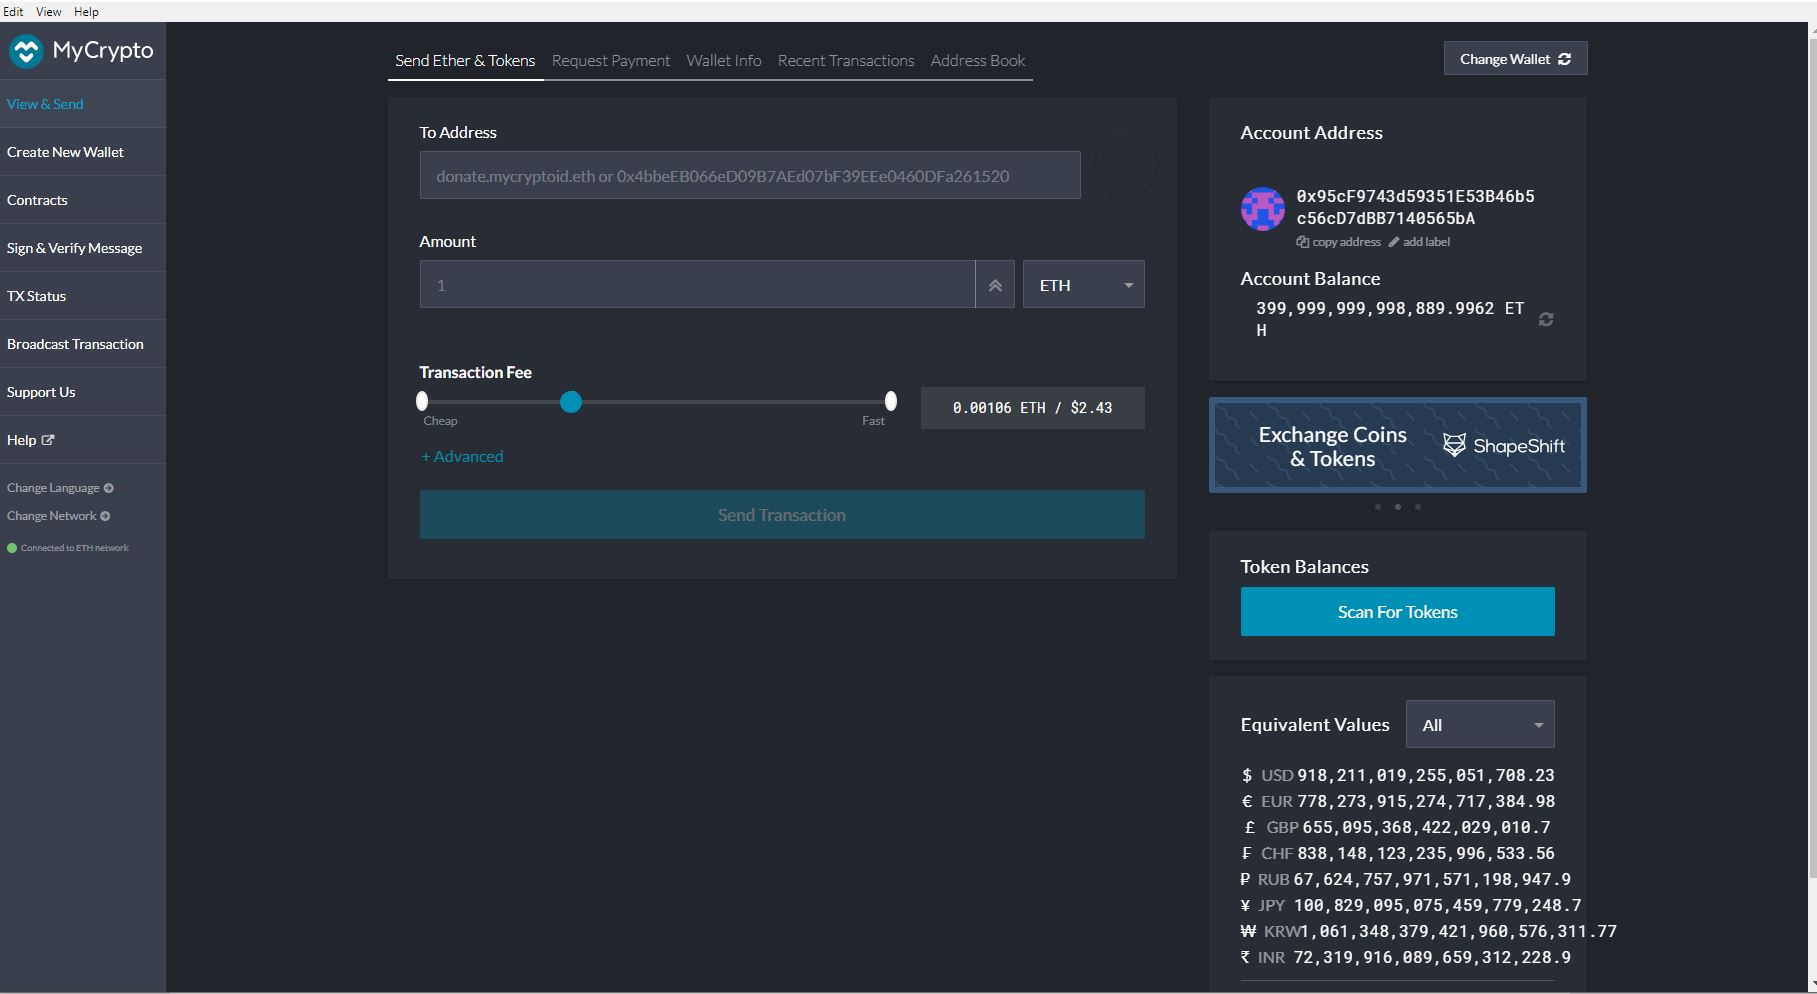 Edit View Help
MyCrypto
View & Send
Create New Wallet
Contracts
Sign & Verify Message
TX Status
Broadcast Transaction
Support Us
Help
Change Language
Change Network
Connected to ETH network
Send Ether & Tokens Request Payment Wallet Info Recent Transactions Address Book
Change Wallet
To Address
donate.mycryptoid.eth or 0x4bbeEB066eD09B7AEd07bF39EEe0460DFa261520
Amount
1
ETH
Transaction Fee
Cheap Fast
0.00106 ETH / $2.43
+ Advanced
Send Transaction
Account Address
0x95cF9743d59351E53B46b5
c56cD7dBB7140565bA
copy address add label
Account Balance
399,999,999,998,889.9962 ET
H
Exchange Coins
& Tokens
ShapeShift
Token Balances
Scan For Tokens
Equivalent Values All
$ USD 918,211,019,255,051,708.23
€ EUR 778,273,915,274,717,384.98
£ GBP 655,095,368,422,029,010.7
₣ CHF 838,148,123,235,996,533.56
₽ RUB 67,624,757,971,571,198,947.9
¥ JPY 100,829,095,075,459,779,248.7
₩ KRW 1,061,348,379,421,960,576,311.77
₹ INR 72,319,916,089,659,312,228.9